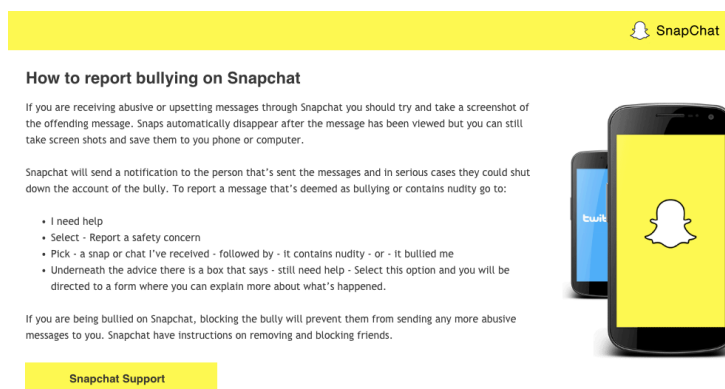 SnapChat
How to report bullying on Snapchat
If you are receiving abusive or upsetting messages through Snapchat you should try and take a screenshot of
the offending message. Snaps automatically disappear after the message has been viewed but you can still
take screen shots and save them to you phone or computer.
Snapchat will send a notification to the person that's sent the messages and in serious cases they could shut
down the account of the bully. To report a message that's deemed as bullying or contains nudity go to:
• I need help
• Select - Report a safety concern
• Pick - a snap or chat I've received - followed by - it contains nudity - or - it bullied me
• Underneath the advice there is a box that says - still need help - Select this option and you will be
directed to a form where you can explain more about what's happened.
If you are being bullied on Snapchat, blocking the bully will prevent them from sending any more abusive
messages to you. Snapchat have instructions on removing and blocking friends.
Snapchat Support
twit